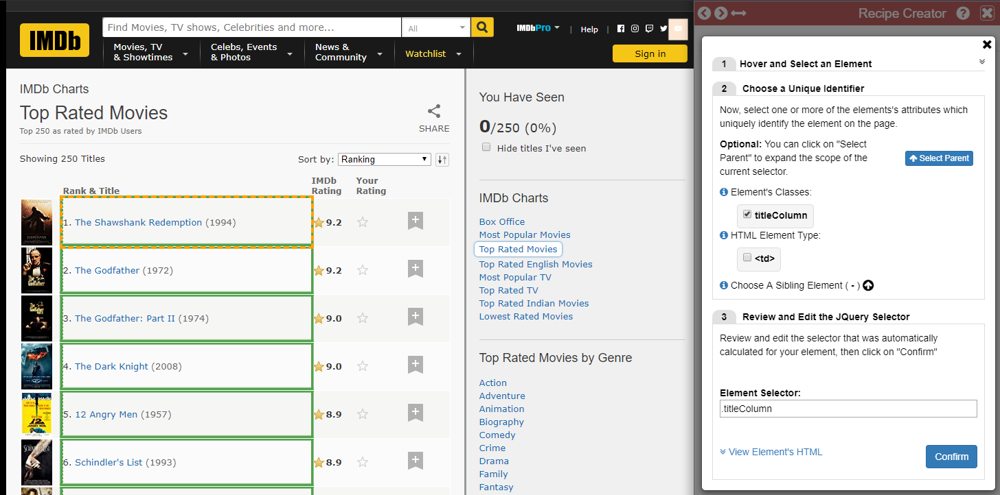 IMDb
Find Movies, TV shows, Celebrities and more...
All
IMDbPro
|
Help
|
Movies, TV
& Showtimes
Celebs, Events
& Photos
News &
Community
Watchlist
Sign in
IMDb Charts
Top Rated Movies
Top 250 as rated by IMDb Users
SHARE
Showing 250 Titles
Sort by: Ranking
Rank & Title
IMDb
Rating
Your
Rating
1. The Shawshank Redemption (1994) 9.2
2. The Godfather (1972) 9.2
3. The Godfather: Part II (1974) 9.0
4. The Dark Knight (2008) 9.0
5. 12 Angry Men (1957) 8.9
6. Schindler's List (1993) 8.9
You Have Seen
0/250 (0%)
Hide titles I've seen
IMDb Charts
Box Office
Most Popular Movies
Top Rated Movies
Top Rated English Movies
Most Popular TV
Top Rated TV
Top Rated Indian Movies
Lowest Rated Movies
Top Rated Movies by Genre
Action
Adventure
Animation
Biography
Comedy
Crime
Drama
Family
Fantasy
Recipe Creator
1 Hover and Select an Element
2 Choose a Unique Identifier
Now, select one or more of the elements's attributes which
uniquely identify the element on the page.
Optional: You can click on "Select
Parent" to expand the scope of the
current selector.
Select Parent
Element's Classes:
titleColumn
HTML Element Type:
<td>
Choose A Sibling Element ( - )
3 Review and Edit the JQuery Selector
Review and edit the selector that was automatically
calculated for your element, then click on "Confirm"
Element Selector:
.titleColumn
View Element's HTML
Confirm